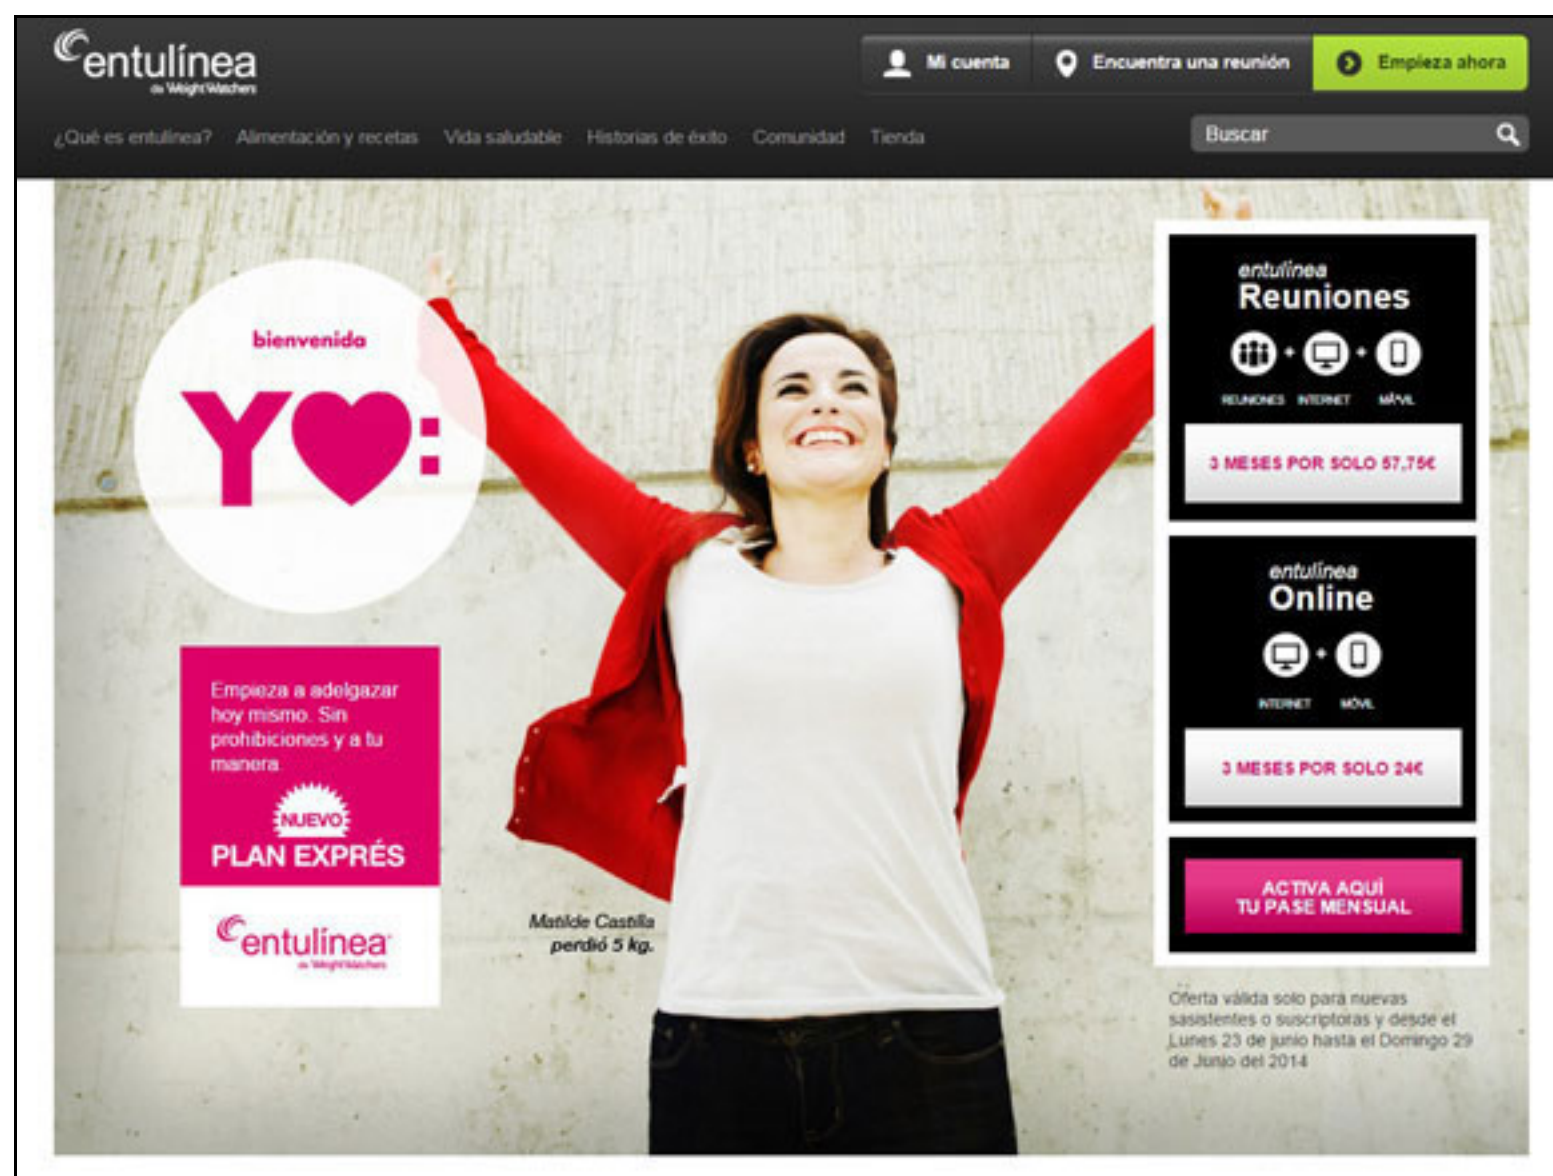 entulínea
de WeightWatchers
Mi cuenta
Encuentra una reunión
Empieza ahora
¿Qué es entulínea? Alimentación y recetas Vida saludable Historias de éxito Comunidad Tienda
Buscar
bienvenida
Y :
Empieza a adelgazar
hoy mismo. Sin
prohibiciones y a tu
manera.
NUEVO
PLAN EXPRÉS
entulínea
de WeightWatchers
Matilde Castilla
perdió 5 kg.
entulínea
Reuniones
+ +
REUNIONES INTERNET MÃ³VIL
3 MESES POR SOLO 57,75€
entulínea
Online
+
INTERNET MÓVIL
3 MESES POR SOLO 24€
ACTIVA AQUÍ
TU PASE MENSUAL
Oferta válida solo para nuevas
sasistentes o suscriptoras y desde el
Lunes 23 de junio hasta el Domingo 29
de Junio del 2014